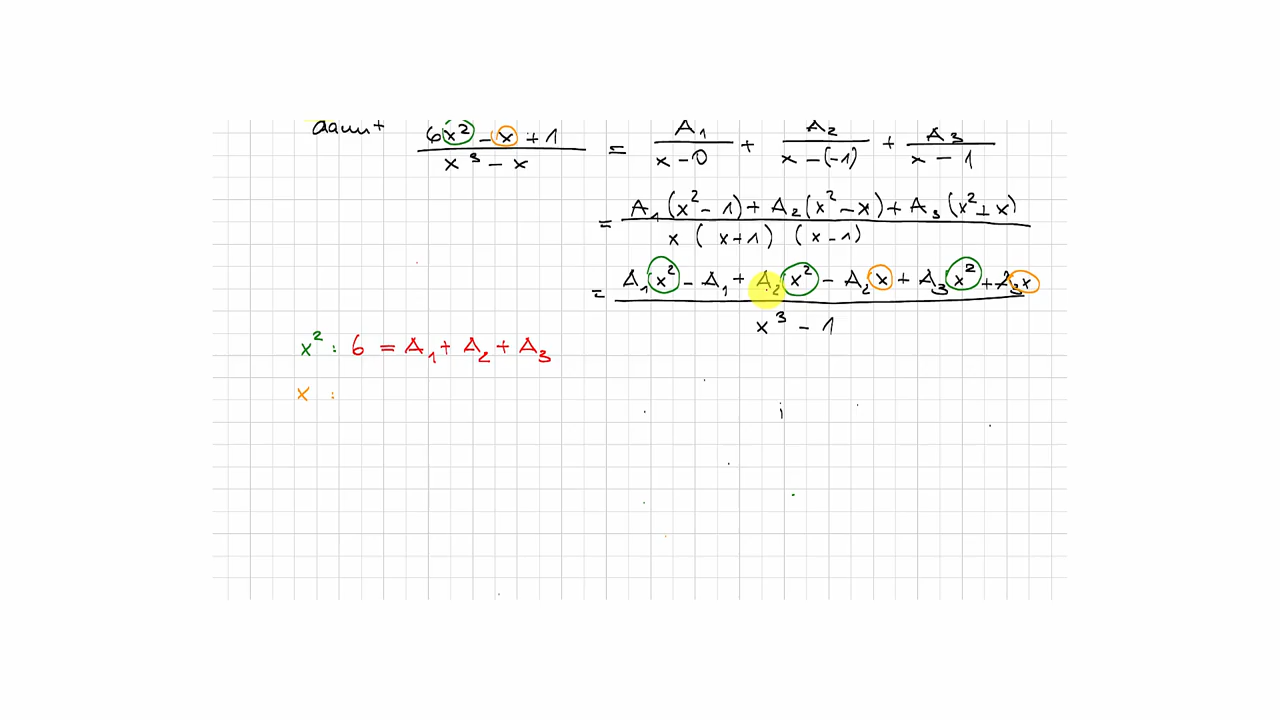 damit (6x² - x + 1)/(x³ - x) = A₁/(x - 0) + A₂/(x - (-1)) + A₃/(x - 1)
= (A₁(x² - 1) + A₂(x² - x) + A₃(x² + x))/(x (x+1) (x-1))
= (A₁x² - A₁ + A₂x² - A₂x + A₃x² + A₃x)/(x³ - 1)
x² : 6 = A₁ + A₂ + A₃
x :